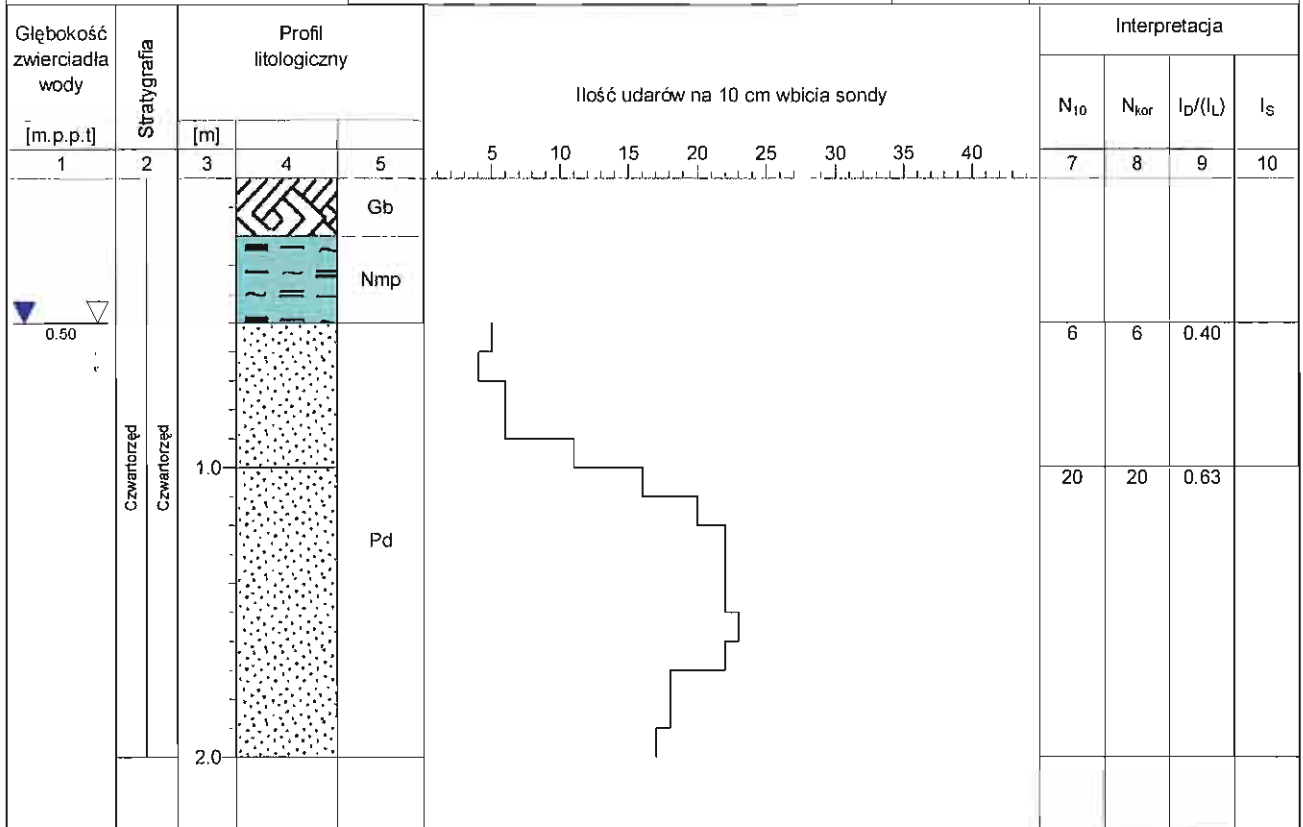 Głębokość
zwierciadła
wody
[m.p.p.t]
Stratygrafia
Profil
litologiczny
[m]
Ilość udarów na 10 cm wbicia sondy
Interpretacja
N10 Nkor ID/(IL) IS
1 2 3 4 5 7 8 9 10
5 10 15 20 25 30 35 40
Gb
Nmp
0.50
6 6 0.40
Czwartorzęd
Czwartorzęd
1.0
20 20 0.63
Pd
2.0